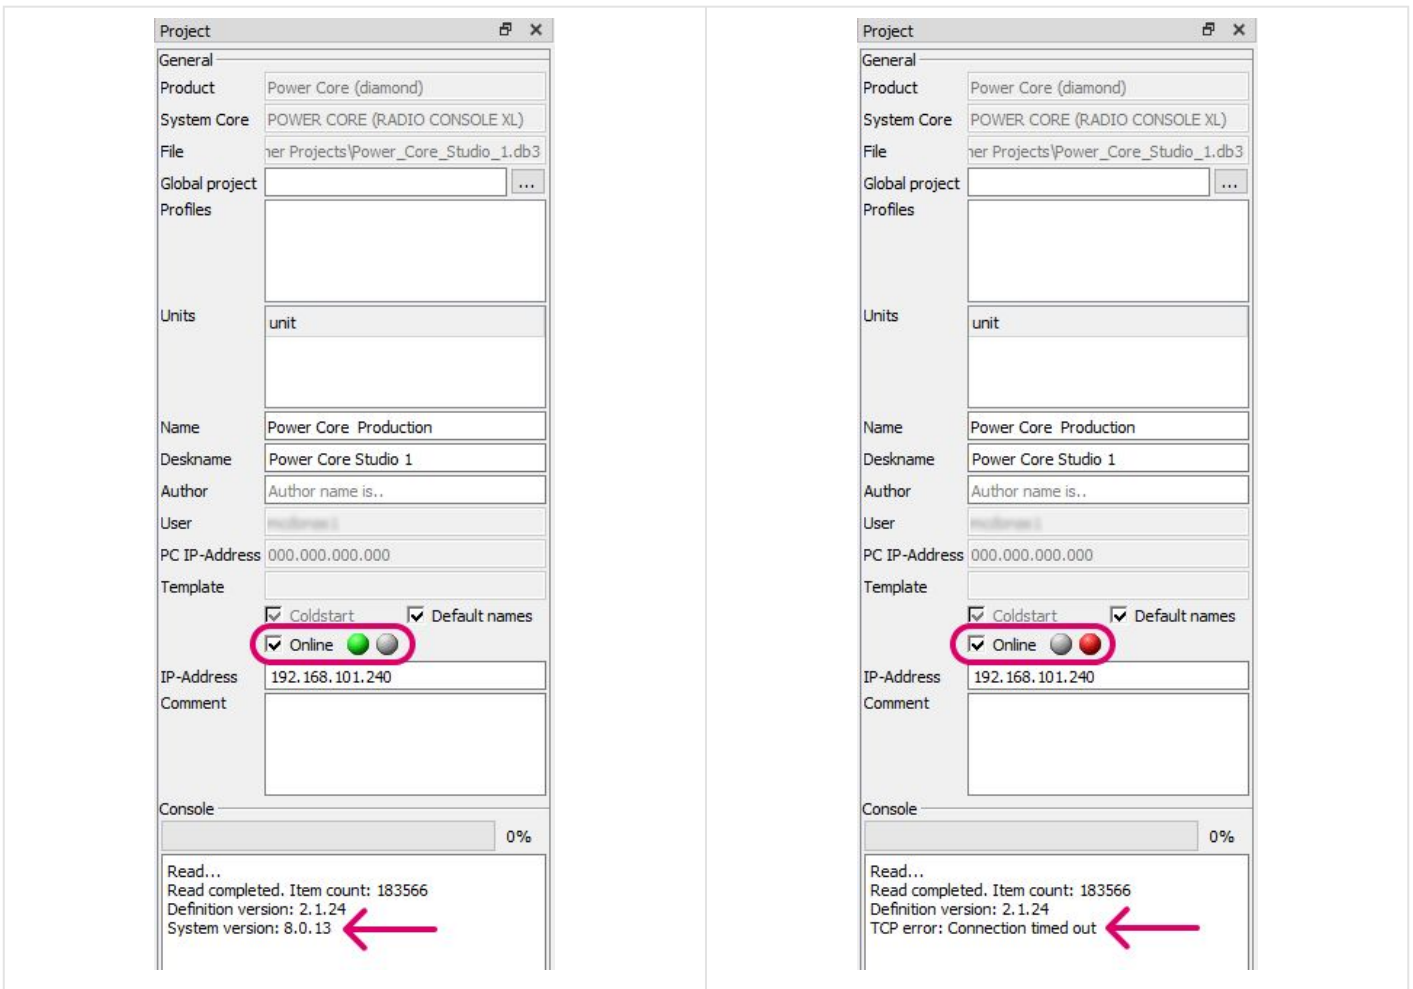 Project
General
Product Power Core (diamond)
System Core POWER CORE (RADIO CONSOLE XL)
File ner Projects\Power_Core_Studio_1.db3
Global project ...
Profiles
Units unit
Name Power Core Production
Deskname Power Core Studio 1
Author Author name is..
User
PC IP-Address 000.000.000.000
Template
Coldstart Default names
Online
IP-Address 192.168.101.240
Comment
Console
0%
Read...
Read completed. Item count: 183566
Definition version: 2.1.24
System version: 8.0.13
Project
General
Product Power Core (diamond)
System Core POWER CORE (RADIO CONSOLE XL)
File ner Projects\Power_Core_Studio_1.db3
Global project ...
Profiles
Units unit
Name Power Core Production
Deskname Power Core Studio 1
Author Author name is..
User
PC IP-Address 000.000.000.000
Template
Coldstart Default names
Online
IP-Address 192.168.101.240
Comment
Console
0%
Read...
Read completed. Item count: 183566
Definition version: 2.1.24
TCP error: Connection timed out